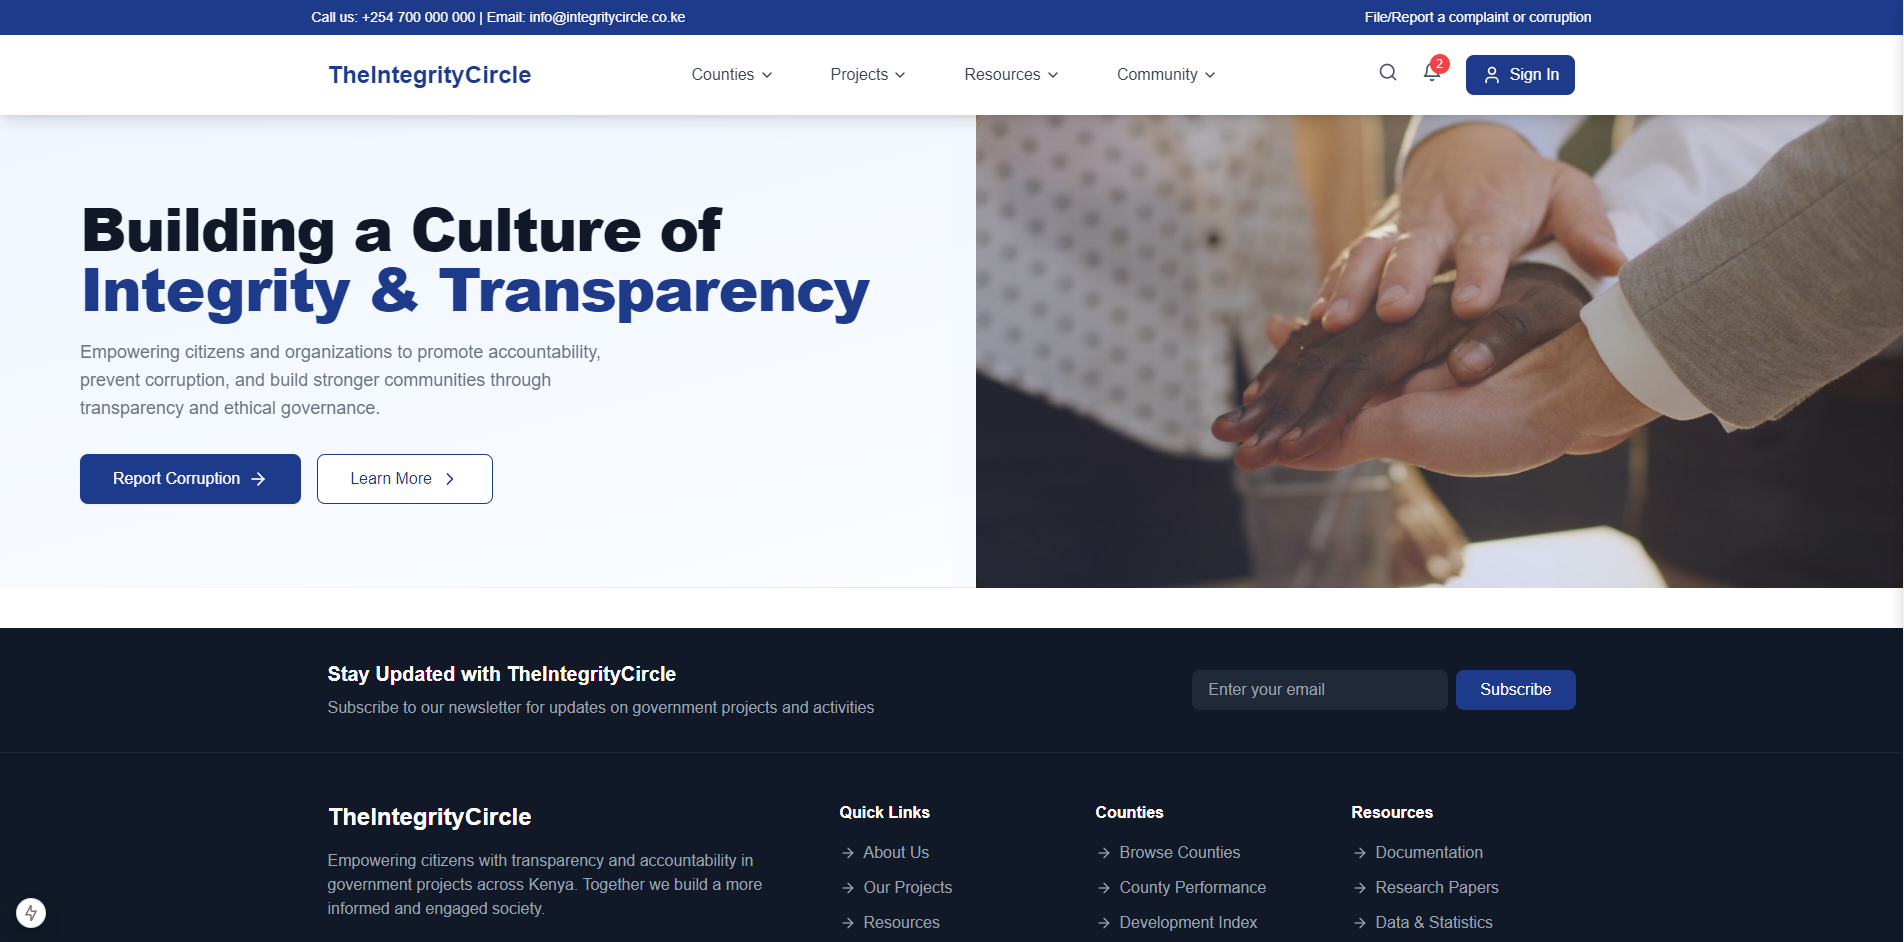 Call us: +254 700 000 000 | Email: info@integritycircle.co.ke
File/Report a complaint or corruption
TheIntegrityCircle
Counties
Projects
Resources
Community
2
Sign In
Building a Culture of
Integrity & Transparency
Empowering citizens and organizations to promote accountability,
prevent corruption, and build stronger communities through
transparency and ethical governance.
Report Corruption
Learn More
Stay Updated with TheIntegrityCircle
Subscribe to our newsletter for updates on government projects and activities
Enter your email
Subscribe
TheIntegrityCircle
Empowering citizens with transparency and accountability in
government projects across Kenya. Together we build a more
informed and engaged society.
Quick Links
About Us
Our Projects
Resources
Counties
Browse Counties
County Performance
Development Index
Resources
Documentation
Research Papers
Data & Statistics